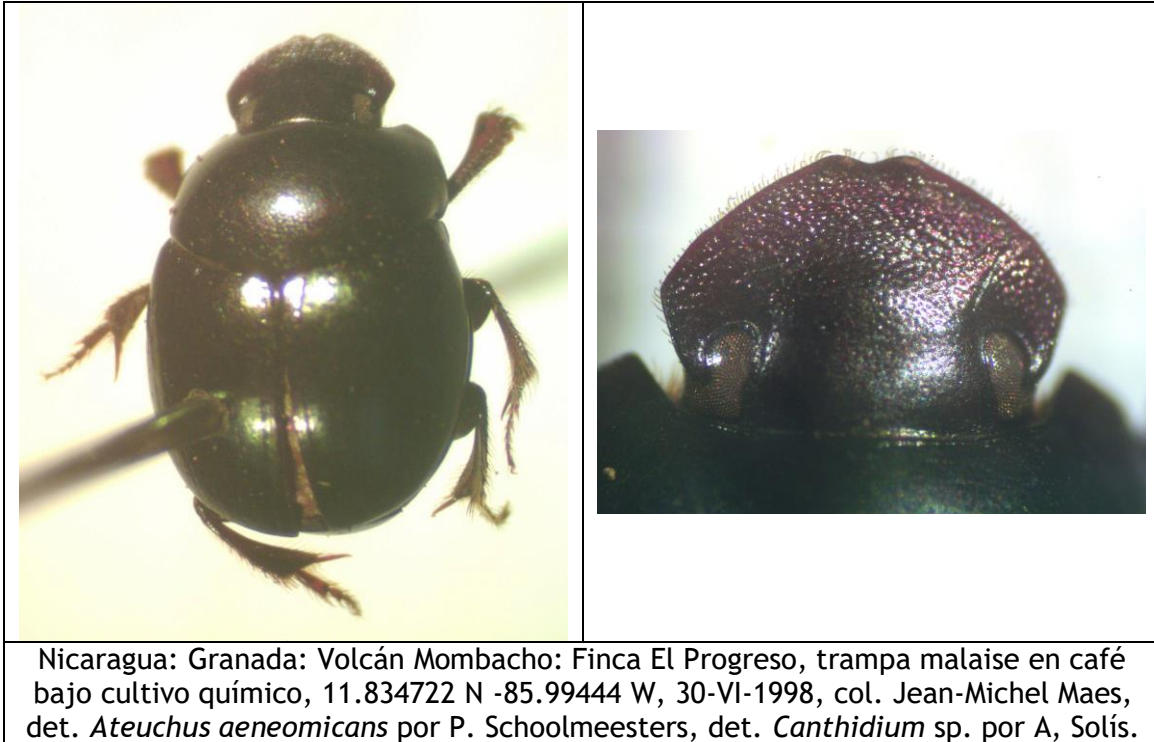 Nicaragua: Granada: Volcán Mombacho: Finca El Progreso, trampa malaise en café
bajo cultivo químico, 11.834722 N -85.99444 W, 30-VI-1998, col. Jean-Michel Maes,
det. Ateuchus aeneomicans por P. Schoolmeesters, det. Canthidium sp. por A, Solís.